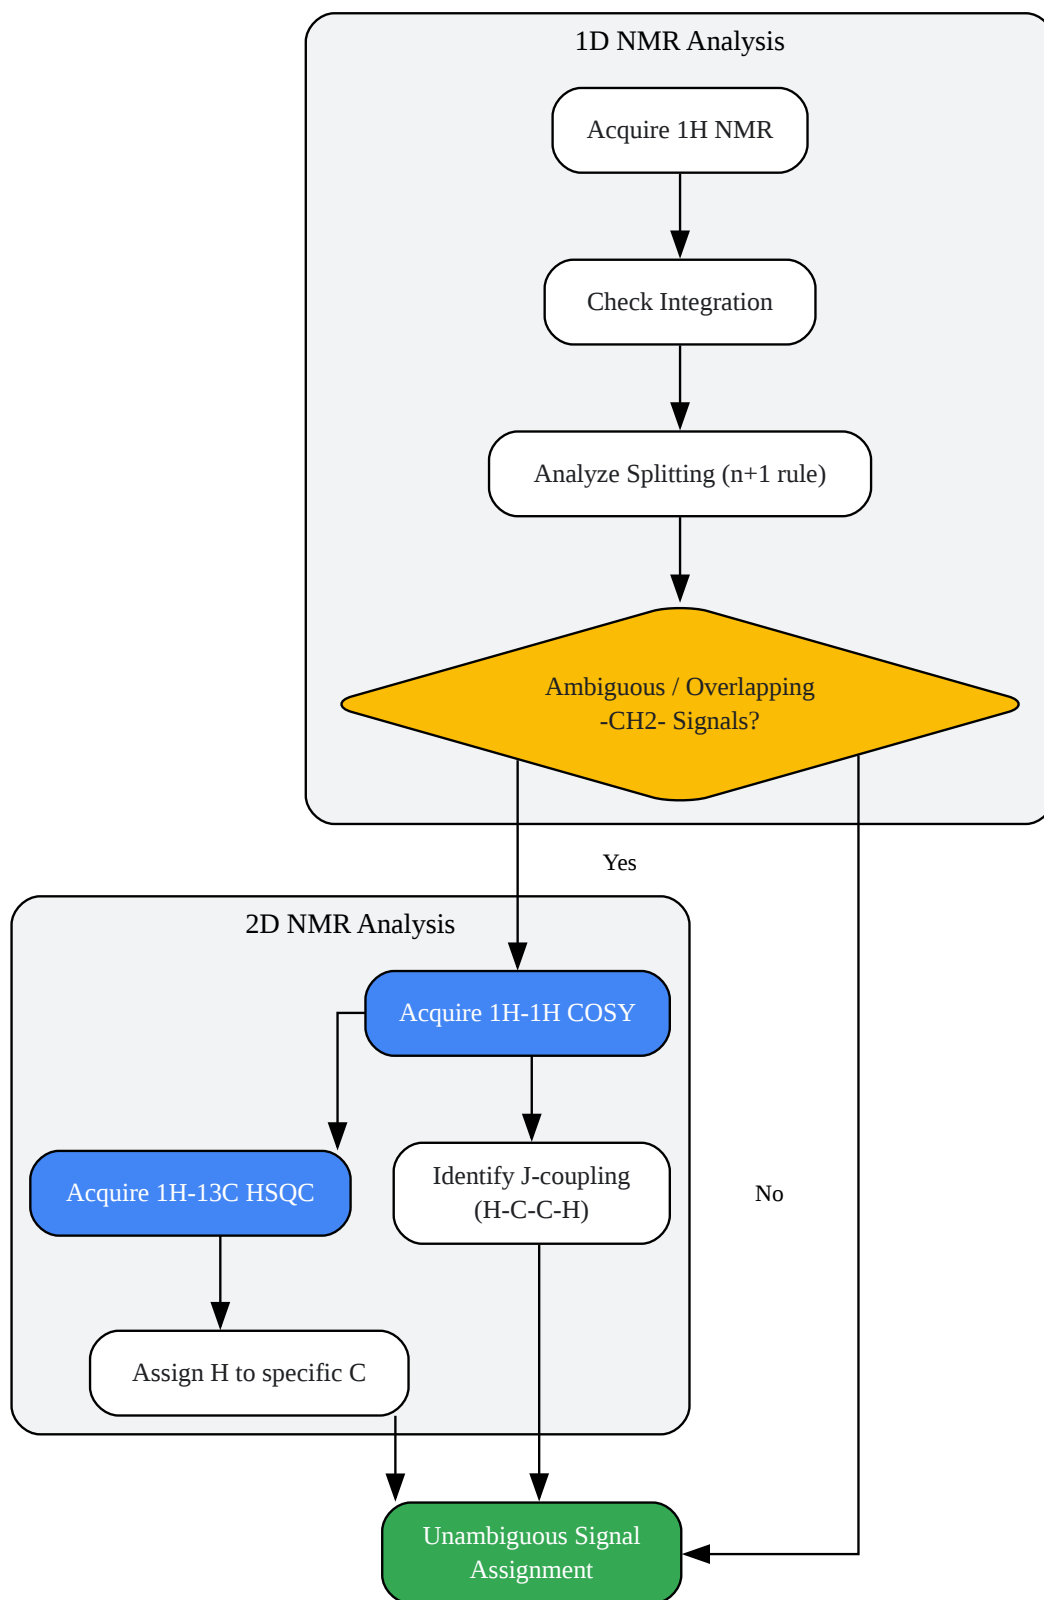 1D NMR Analysis
Acquire 1H NMR
Check Integration
Analyze Splitting (n+1 rule)
Ambiguous / Overlapping
-CH2- Signals?
Yes
2D NMR Analysis
Acquire 1H-1H COSY
Identify J-coupling
(H-C-C-H)
Acquire 1H-13C HSQC
No
Assign H to specific C
Unambiguous Signal
Assignment